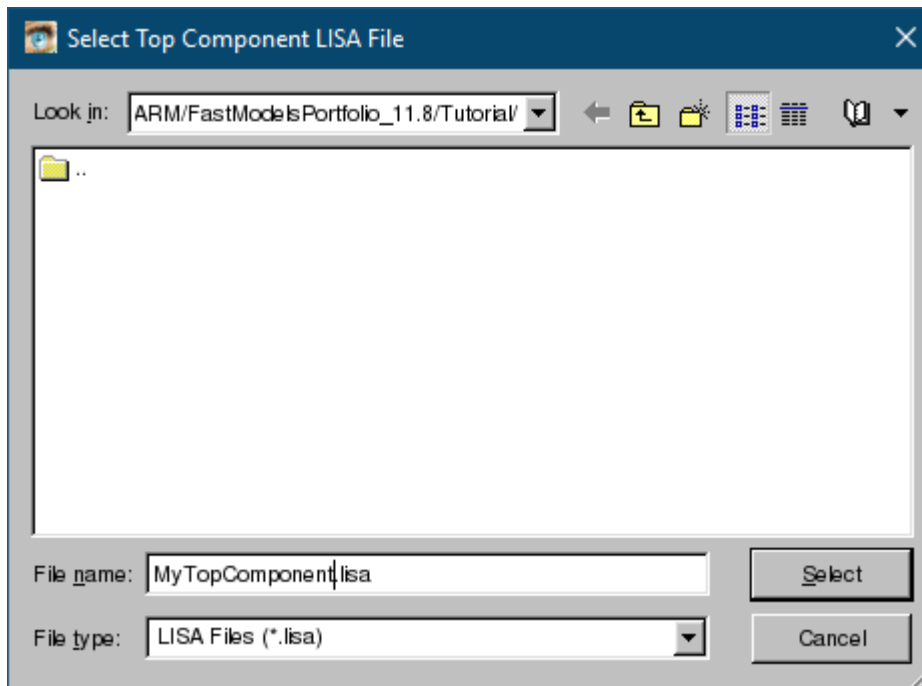 Select Top Component LISA File
Look in: ARM/FastModelsPortfolio_11.8/Tutorial/
..
File name: MyTopComponent.lisa
Select
File type: LISA Files (*.lisa)
Cancel